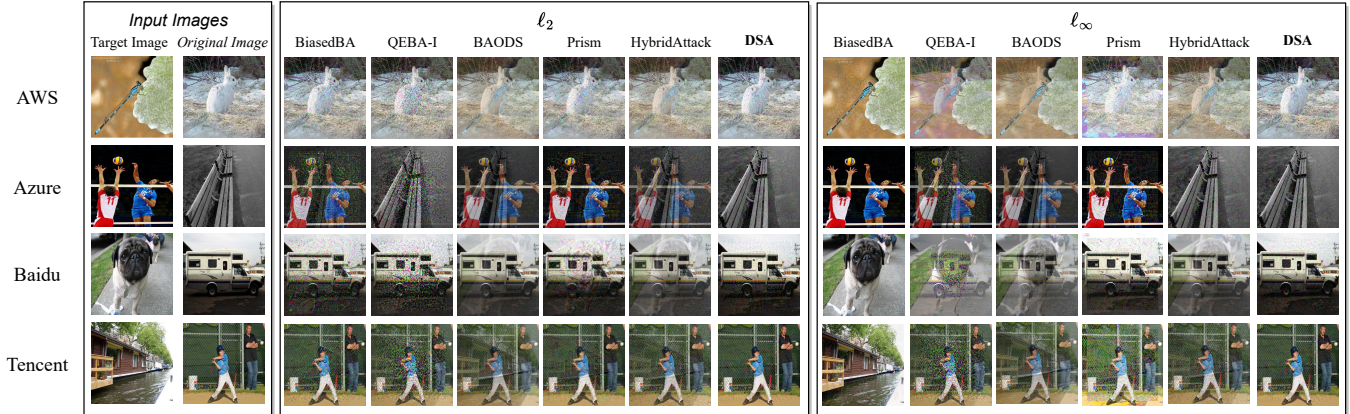 Input Images
Target Image Original Image
ℓ2
BiasedBA QEBA-I BAODS Prism HybridAttack DSA
ℓ∞
BiasedBA QEBA-I BAODS Prism HybridAttack DSA
AWS
Azure
Baidu
Tencent